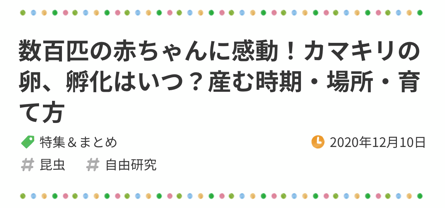 数百匹の赤ちゃんに感動！カマキリの
卵、孵化はいつ？産む時期・場所・育
て方
特集＆まとめ 2020年12月10日
# 昆虫 # 自由研究